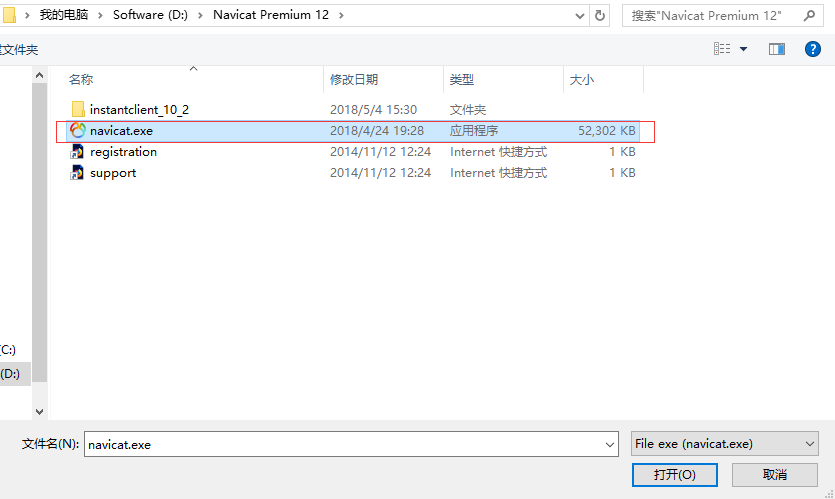 我的电脑 Software (D:) Navicat Premium 12 搜索"Navicat Premium 12"
文件夹
名称 修改日期 类型 大小
instantclient_10_2 2018/5/4 15:30 文件夹
navicat.exe 2018/4/24 19:28 应用程序 52,302 KB
registration 2014/11/12 12:24 Internet 快捷方式 1 KB
support 2014/11/12 12:24 Internet 快捷方式 1 KB
(C:)
(D:)
文件名(N): navicat.exe File exe (navicat.exe)
打开(O) 取消